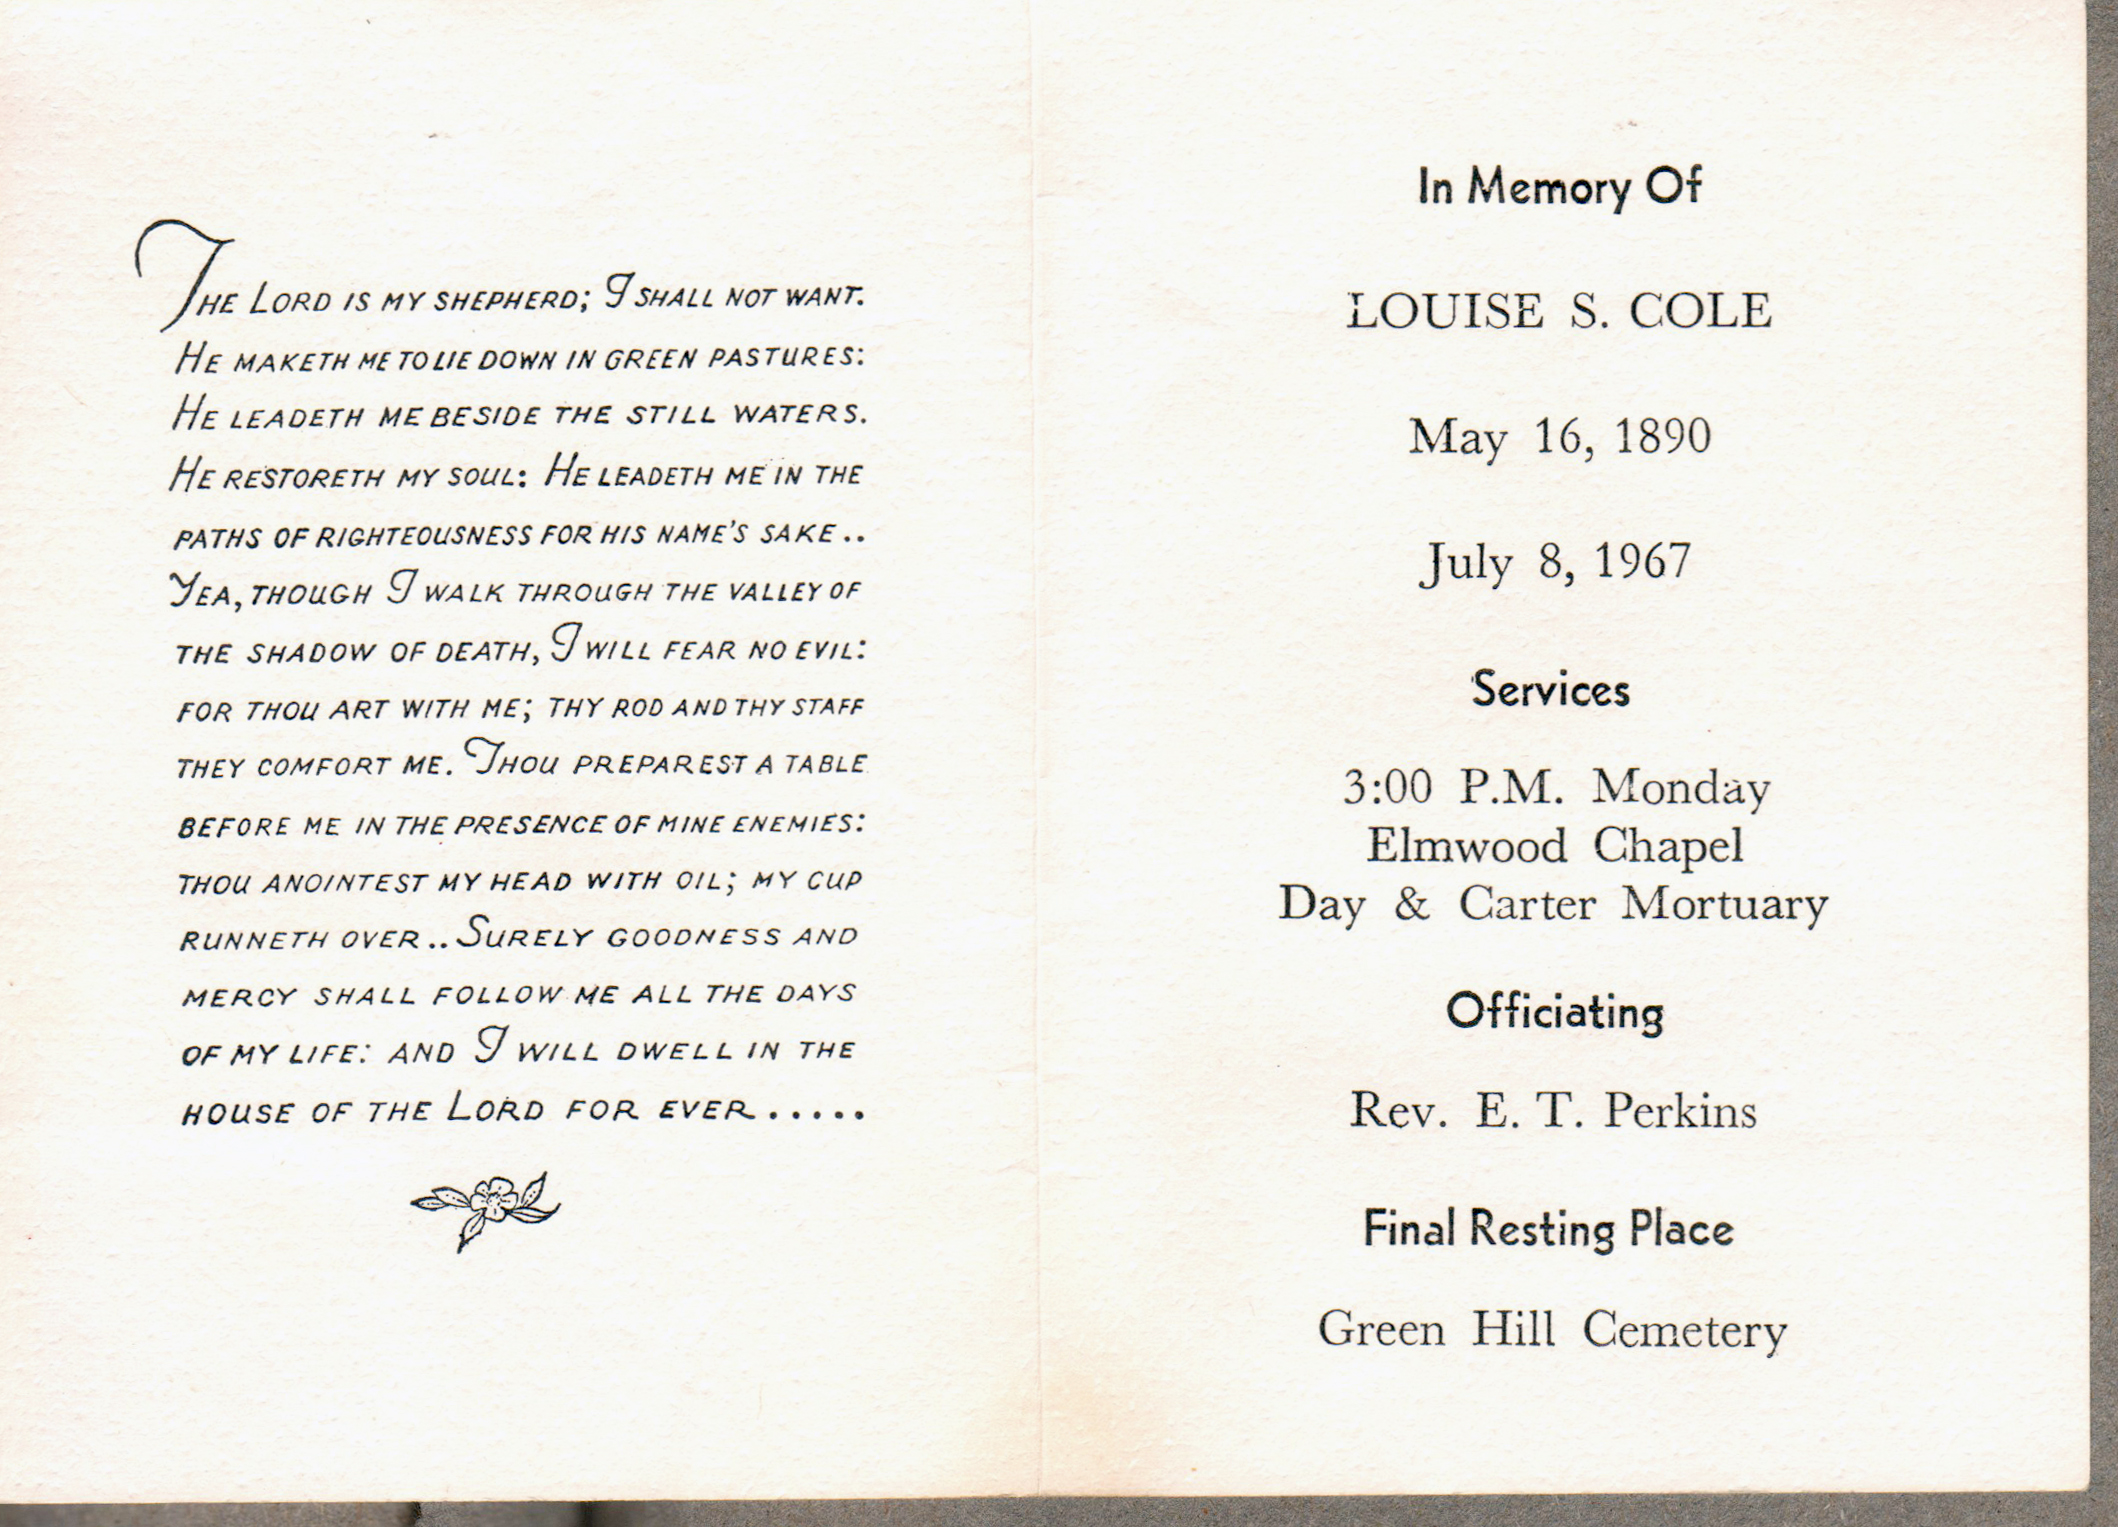 The Lord is my shepherd; I shall not want.
He maketh me to lie down in green pastures:
He leadeth me beside the still waters.
He restoreth my soul: He leadeth me in the
paths of righteousness for his name's sake..
Yea, though I walk through the valley of
the shadow of death, I will fear no evil:
for thou art with me; thy rod and thy staff
they comfort me. Thou preparest a table
before me in the presence of mine enemies:
thou anointest my head with oil; my cup
runneth over.. Surely goodness and
mercy shall follow me all the days
of my life: and I will dwell in the
house of the Lord for ever.....
In Memory Of
LOUISE S. COLE
May 16, 1890
July 8, 1967
Services
3:00 P.M. Monday
Elmwood Chapel
Day & Carter Mortuary
Officiating
Rev. E. T. Perkins
Final Resting Place
Green Hill Cemetery